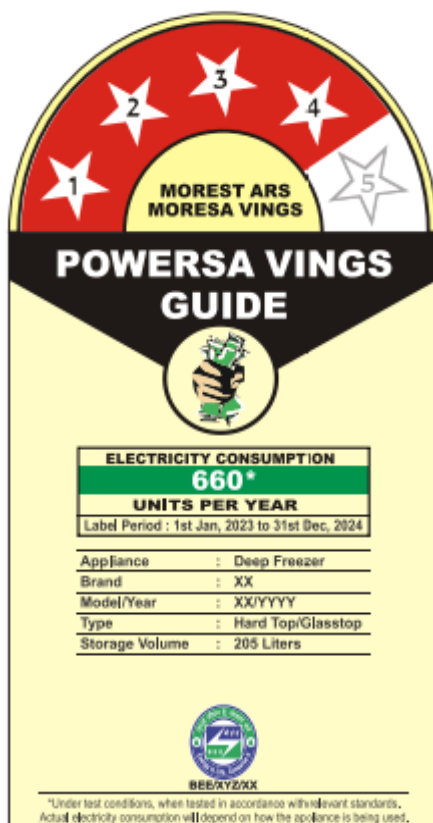 1 2 3 4 5
MOREST ARS
MORESA VINGS
POWERSA VINGS
GUIDE
ELECTRICITY CONSUMPTION
660*
UNITS PER YEAR
Label Period : 1st Jan, 2023 to 31st Dec, 2024
Appliance : Deep Freezer
Brand : XX
Model/Year : XX/YYYY
Type : Hard Top/Glasstop
Storage Volume : 205 Liters
BEE/XYZ/XX
*Under test conditions, when tested in accordance with relevant standards.
Actual electricity consumption will depend on how the appliance is being used.